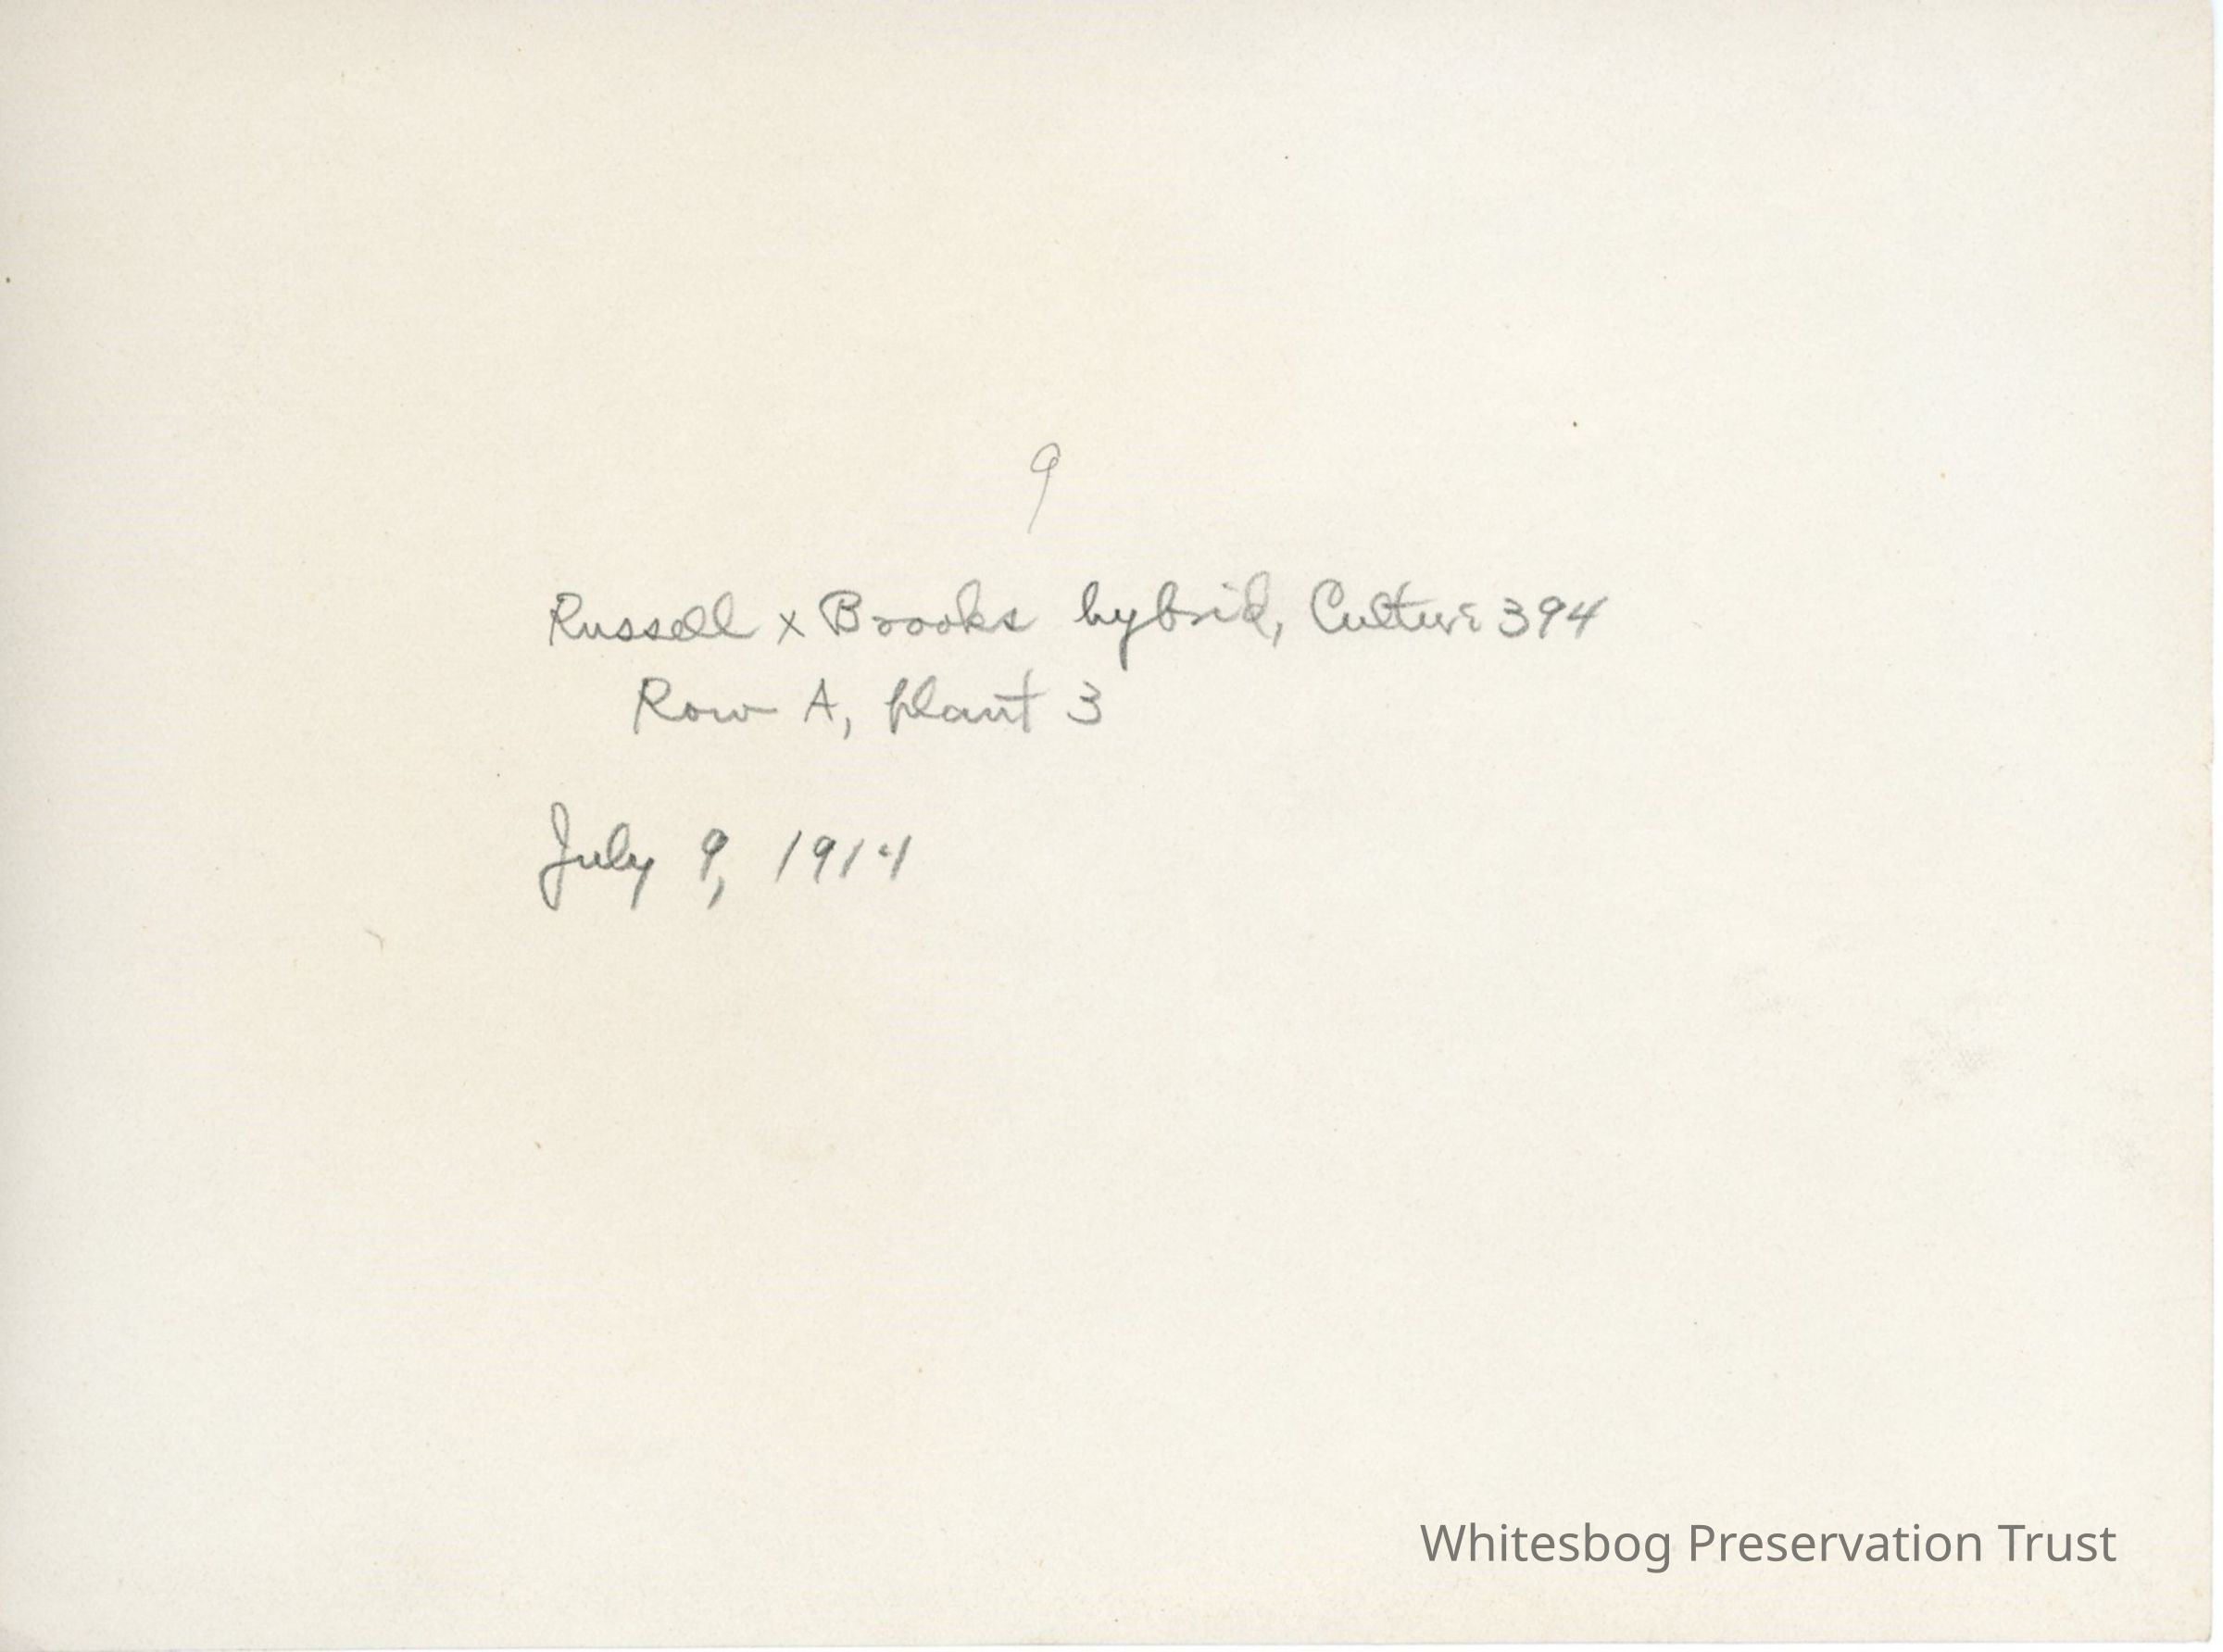 9
Russell x Brooks hybrid, Culture 394
Row A, plant 3
July 9, 1914
Whitesbog Preservation Trust